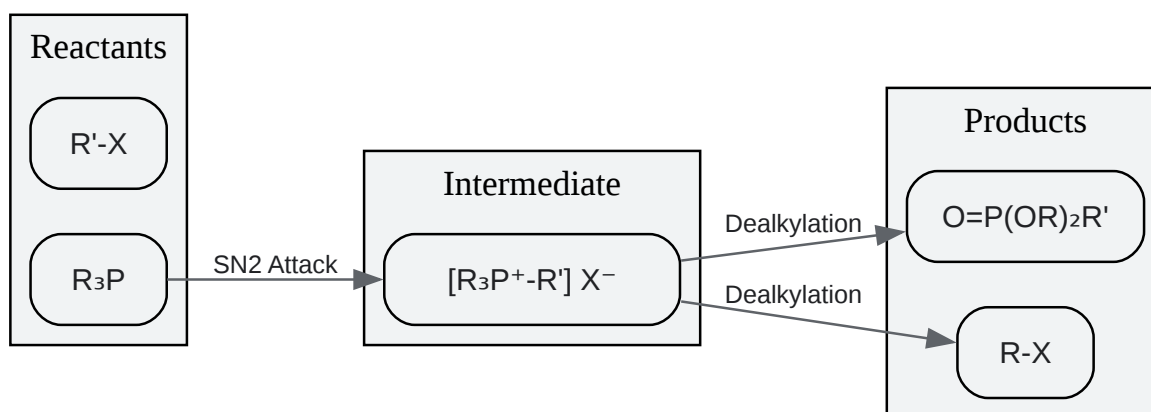 Reactants
R'-X
R₃P
SN2 Attack
Intermediate
[R₃P⁺-R'] X⁻
Dealkylation
Dealkylation
Products
O=P(OR)₂R'
R-X